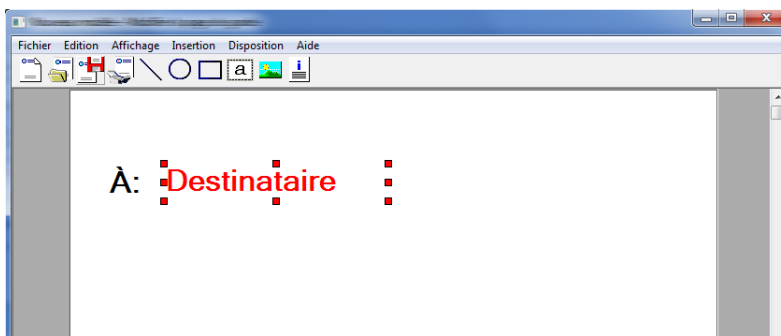 Fichier Edition Affichage Insertion Disposition Aide
a
À: Destinataire